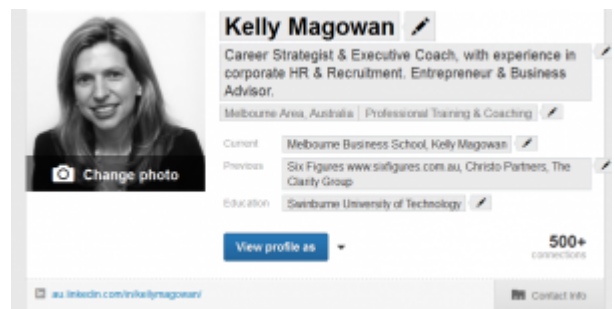 Kelly Magowan
Career Strategist & Executive Coach, with experience in
corporate HR & Recruitment. Entrepreneur & Business
Advisor.
Melbourne Area, Australia | Professional Training & Coaching
Current Melbourne Business School, Kelly Magowan
Previous Six Figures www.sixfigures.com.au, Christo Partners, The
Clarity Group
Education Swinburne University of Technology
Change photo
View profile as
500+
connections
au.linkedin.com/in/kellymagowan/
Contact Info